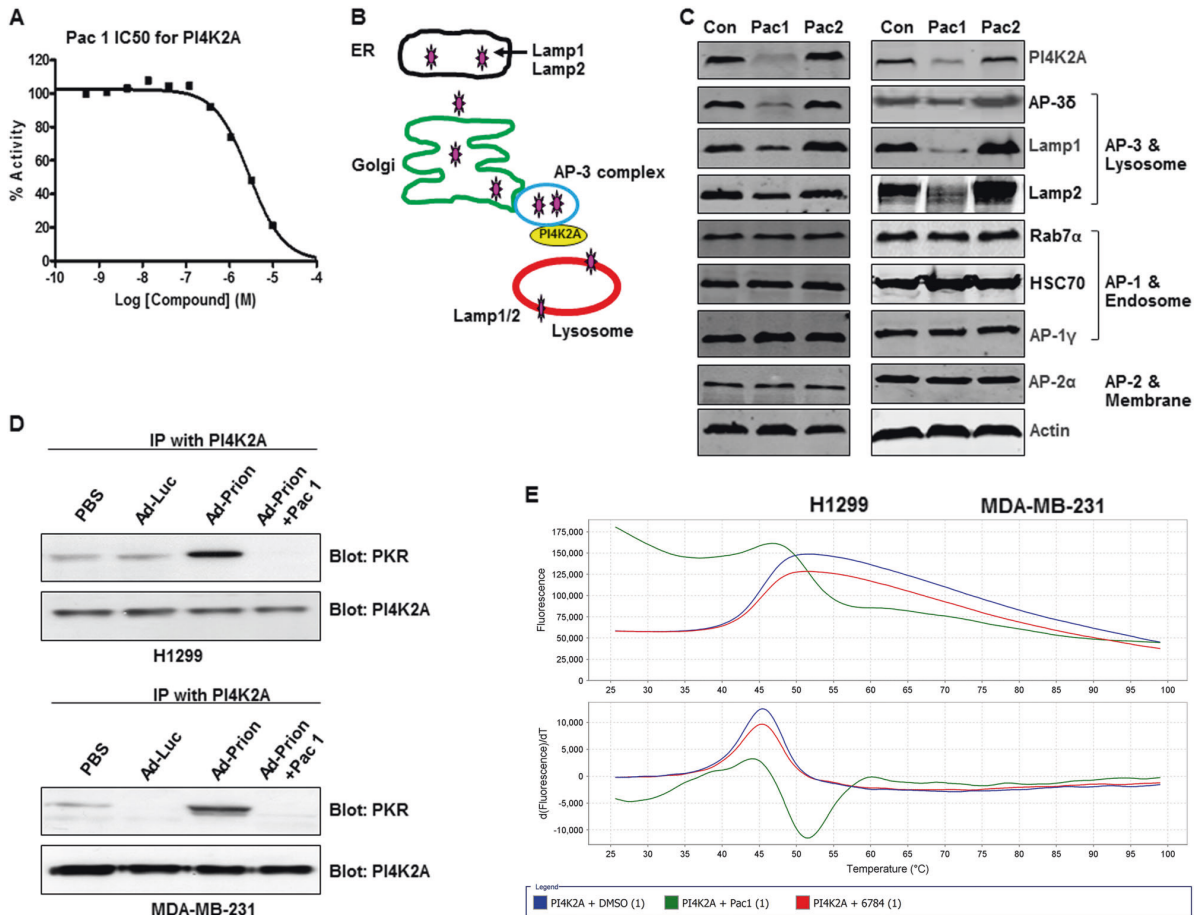 A
Pac 1 IC50 for PI4K2A
% Activity
120
100
80
60
40
20
0
-10 -9 -8 -7 -6 -5 -4
Log [Compound] (M)
B
ER
Lamp1
Lamp2
Golgi
AP-3 complex
PI4K2A
Lamp1/2
Lysosome
C
Con Pac1 Pac2 Con Pac1 Pac2
PI4K2A
AP-3δ
Lamp1
Lamp2
AP-3 &
Lysosome
Rab7α
HSC70
AP-1γ
AP-1 &
Endosome
AP-2α
AP-2 &
Membrane
Actin
H1299 MDA-MB-231
D
IP with PI4K2A
PBS Ad-Luc Ad-Prion Ad-Prion +Pac 1
Blot: PKR
Blot: PI4K2A
H1299
IP with PI4K2A
PBS Ad-Luc Ad-Prion Ad-Prion +Pac 1
Blot: PKR
Blot: PI4K2A
MDA-MB-231
E
Fluorescence
175,000
150,000
125,000
100,000
75,000
50,000
25,000
0
25 30 35 40 45 50 55 60 65 70 75 80 85 90 95 100
d(Fluorescence)/dT
10,000
5,000
0
-5,000
-10,000
25 30 35 40 45 50 55 60 65 70 75 80 85 90 95 100
Temperature (°C)
Legend
PI4K2A + DMSO (1) PI4K2A + Pac1 (1) PI4K2A + 6784 (1)